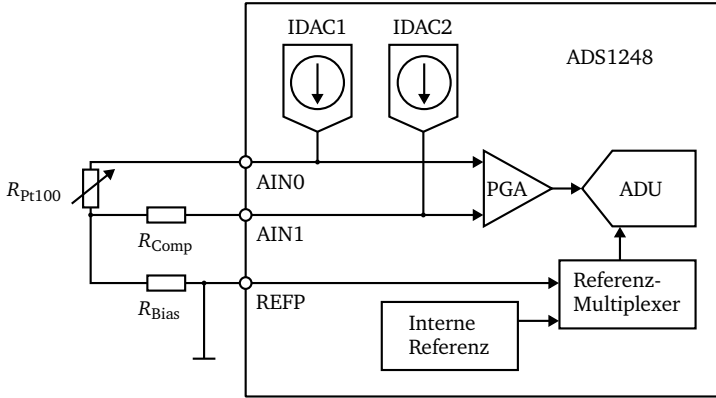 IDAC1
IDAC2
ADS1248
R_Pt100
AIN0
PGA
ADU
R_Comp
AIN1
R_Bias
REFP
Referenz-
Multiplexer
Interne
Referenz